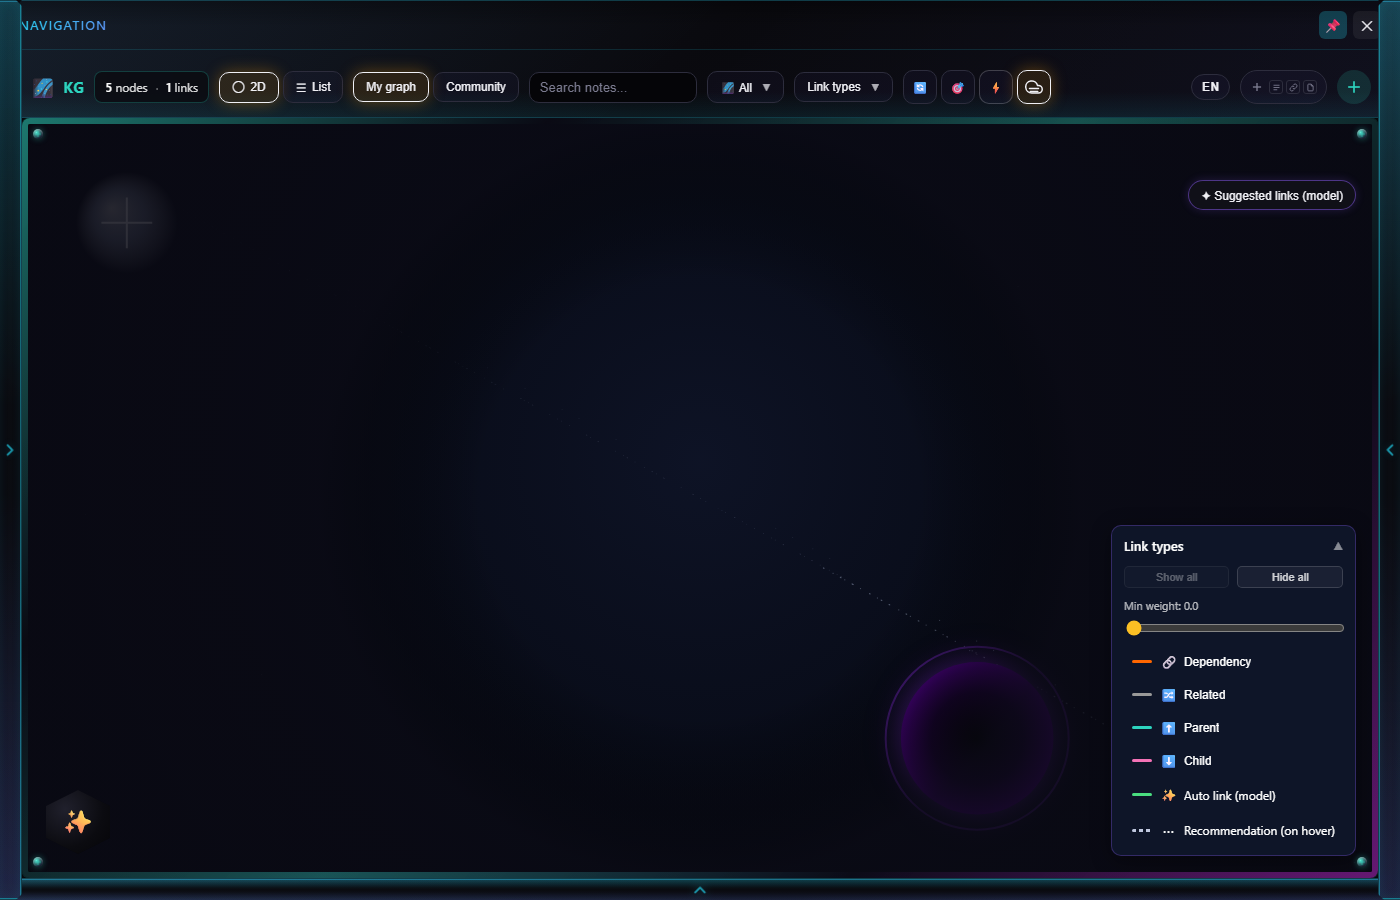 NAVIGATION
KG
5 nodes · 1 links
2D
List
My graph
Community
Search notes...
All
Link types
EN
Suggested links (model)
Link types
Show all
Hide all
Min weight: 0.0
Dependency
Related
Parent
Child
Auto link (model)
Recommendation (on hover)